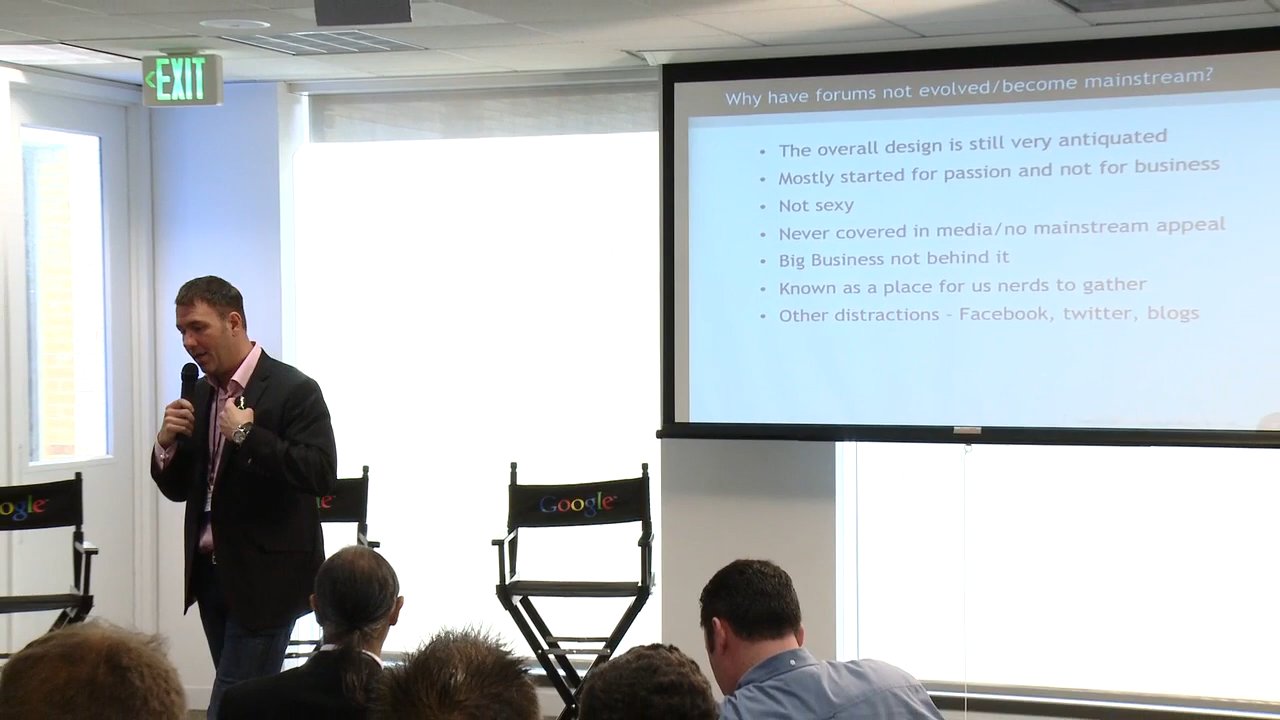 EXIT
Why have forums not evolved/become mainstream?
• The overall design is still very antiquated
• Mostly started for passion and not for business
• Not sexy
• Never covered in media/no mainstream appeal
• Big Business not behind it
• Known as a place for us nerds to gather
• Other distractions - Facebook, twitter, blogs
ogle
le
Google